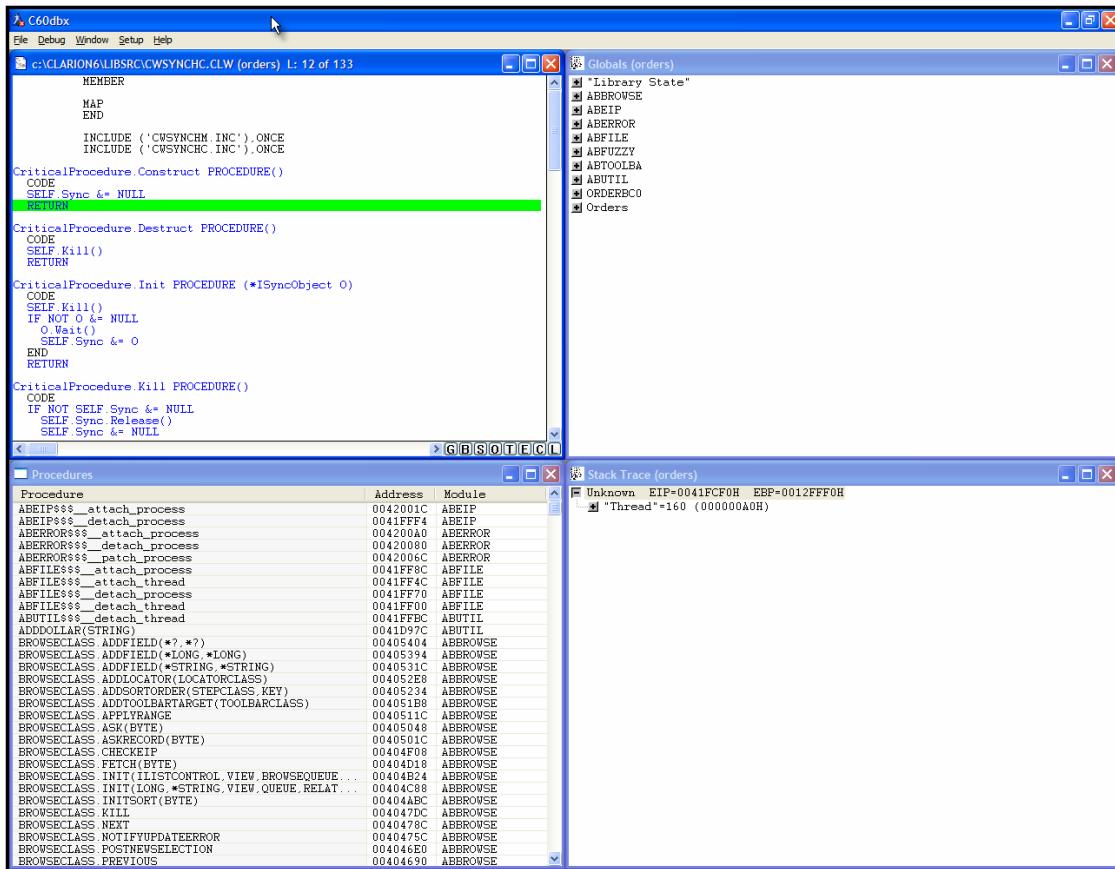 C60dbx
File Debug Window Setup Help
c:\CLARION6\LIBSRC\CWSYNCHC.CLW (orders) L: 12 of 133
MEMBER
MAP
END
INCLUDE ('CWSYNCHM.INC'),ONCE
INCLUDE ('CWSYNCHC.INC'),ONCE
CriticalProcedure.Construct PROCEDURE()
CODE
SELF.Sync &= NULL
RETURN
CriticalProcedure.Destruct PROCEDURE()
CODE
SELF.Kill()
RETURN
CriticalProcedure.Init PROCEDURE (*ISyncObject O)
CODE
SELF.Kill()
IF NOT O &= NULL
O.Wait()
SELF.Sync &= O
END
RETURN
CriticalProcedure.Kill PROCEDURE()
CODE
IF NOT SELF.Sync &= NULL
SELF.Sync.Release()
SELF.Sync &= NULL
G B S O T E C L
Globals (orders)
"Library State"
ABBROWSE
ABEIP
ABERROR
ABFILE
ABFUZZY
ABTOOLBA
ABUTIL
ORDERBC0
Orders
Procedures
Procedure Address Module
ABEIP$$$__attach_process 0042001C ABEIP
ABEIP$$$__detach_process 0041FFF4 ABEIP
ABERROR$$$__attach_process 004200A0 ABERROR
ABERROR$$$__detach_process 00420080 ABERROR
ABERROR$$$__patch_process 0042006C ABERROR
ABFILE$$$__attach_process 0041FF8C ABFILE
ABFILE$$$__attach_thread 0041FF4C ABFILE
ABFILE$$$__detach_process 0041FF70 ABFILE
ABFILE$$$__detach_thread 0041FF00 ABFILE
ABUTIL$$$__detach_thread 0041FFBC ABUTIL
ADDDOLLAR(STRING) 0041D97C ABUTIL
BROWSECLASS.ADDFIELD(*?,*?) 00405404 ABBROWSE
BROWSECLASS.ADDFIELD(*LONG,*LONG) 00405394 ABBROWSE
BROWSECLASS.ADDFIELD(*STRING,*STRING) 0040531C ABBROWSE
BROWSECLASS.ADDLOCATOR(LOCATORCLASS) 004052E8 ABBROWSE
BROWSECLASS.ADDSORTORDER(STEPCLASS,KEY) 00405234 ABBROWSE
BROWSECLASS.ADDTOOLBARTARGET(TOOLBARCLASS) 004051B8 ABBROWSE
BROWSECLASS.APPLYRANGE 0040511C ABBROWSE
BROWSECLASS.ASK(BYTE) 00405048 ABBROWSE
BROWSECLASS.ASKRECORD(BYTE) 0040501C ABBROWSE
BROWSECLASS.CHECKEIP 00404F08 ABBROWSE
BROWSECLASS.FETCH(BYTE) 00404D18 ABBROWSE
BROWSECLASS.INIT(ILISTCONTROL,VIEW,BROWSEQUEUE... 00404B24 ABBROWSE
BROWSECLASS.INIT(LONG,*STRING,VIEW,QUEUE,RELAT... 00404C88 ABBROWSE
BROWSECLASS.INITSORT(BYTE) 00404ABC ABBROWSE
BROWSECLASS.KILL 004047DC ABBROWSE
BROWSECLASS.NEXT 0040478C ABBROWSE
BROWSECLASS.NOTIFYUPDATEERROR 0040475C ABBROWSE
BROWSECLASS.POSTNEWSELECTION 004046E0 ABBROWSE
BROWSECLASS.PREVIOUS 00404690 ABBROWSE
Stack Trace (orders)
Unknown EIP=0041FCF0H EBP=0012FFF0H
"Thread"=160 (000000A0H)